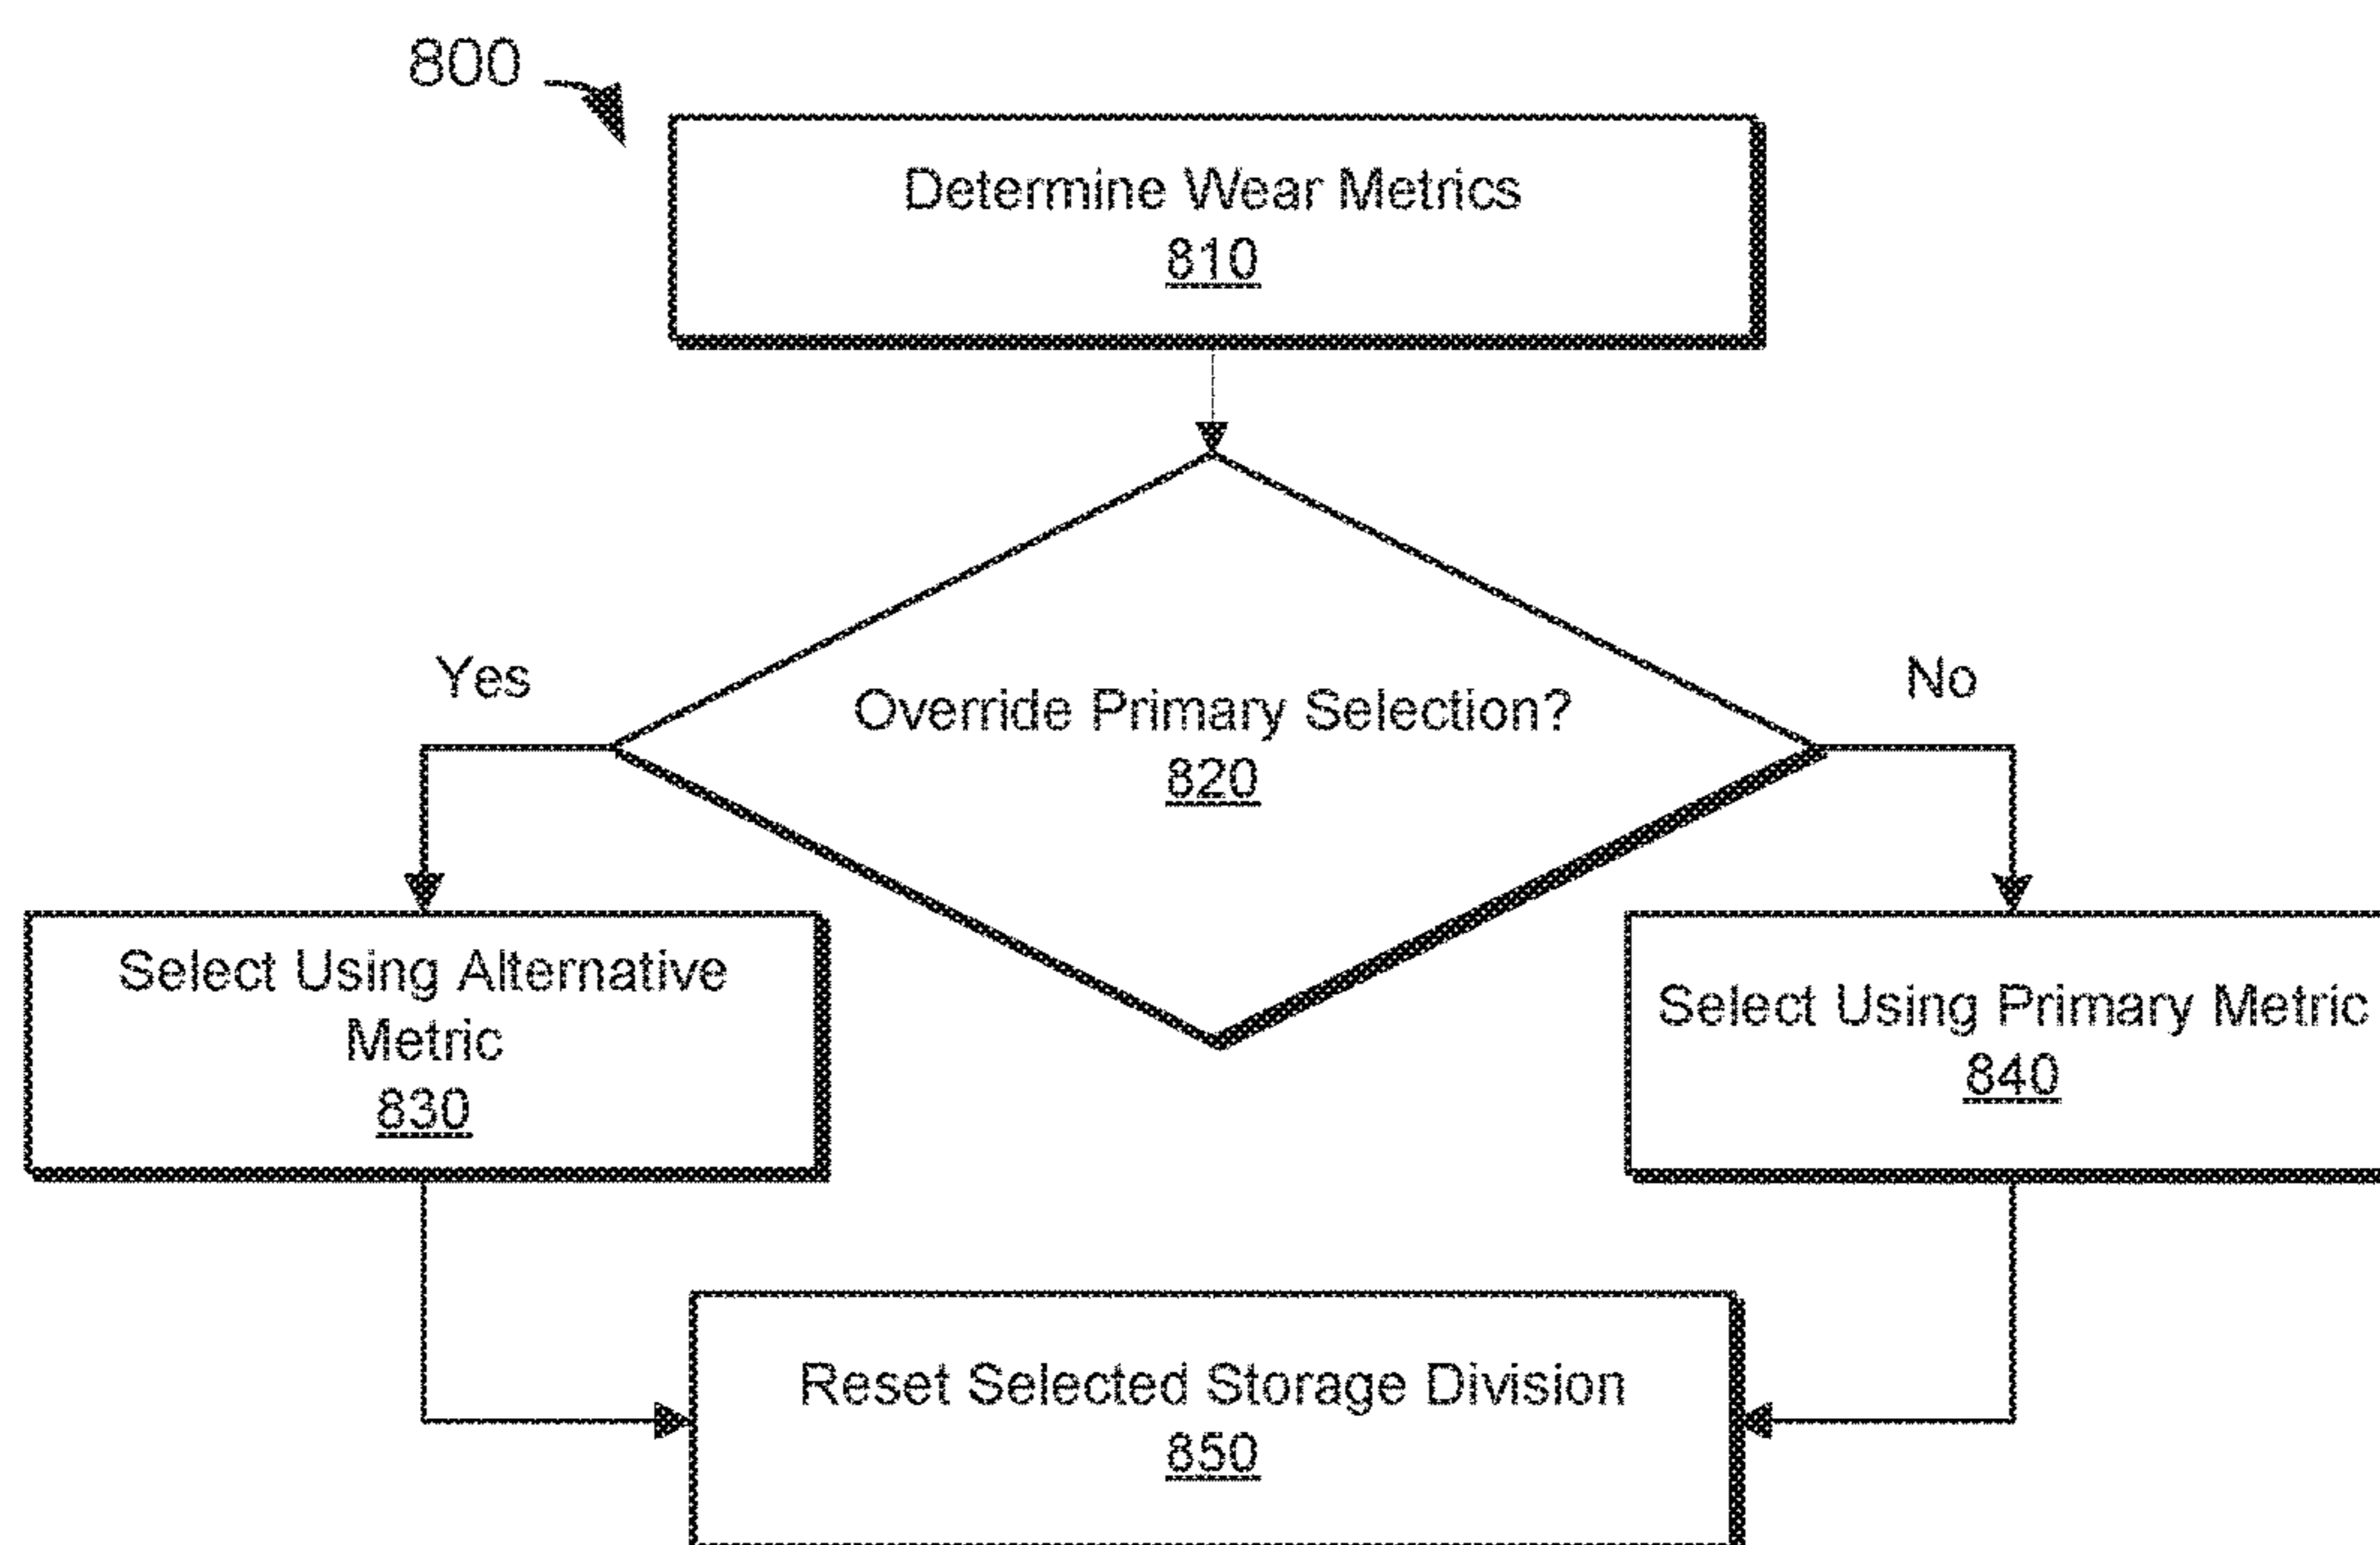 800
Determine Wear Metrics
810
Override Primary Selection?
820
Yes
No
Select Using Alternative
Metric
830
Select Using Primary Metric
840
Reset Selected Storage Division
850